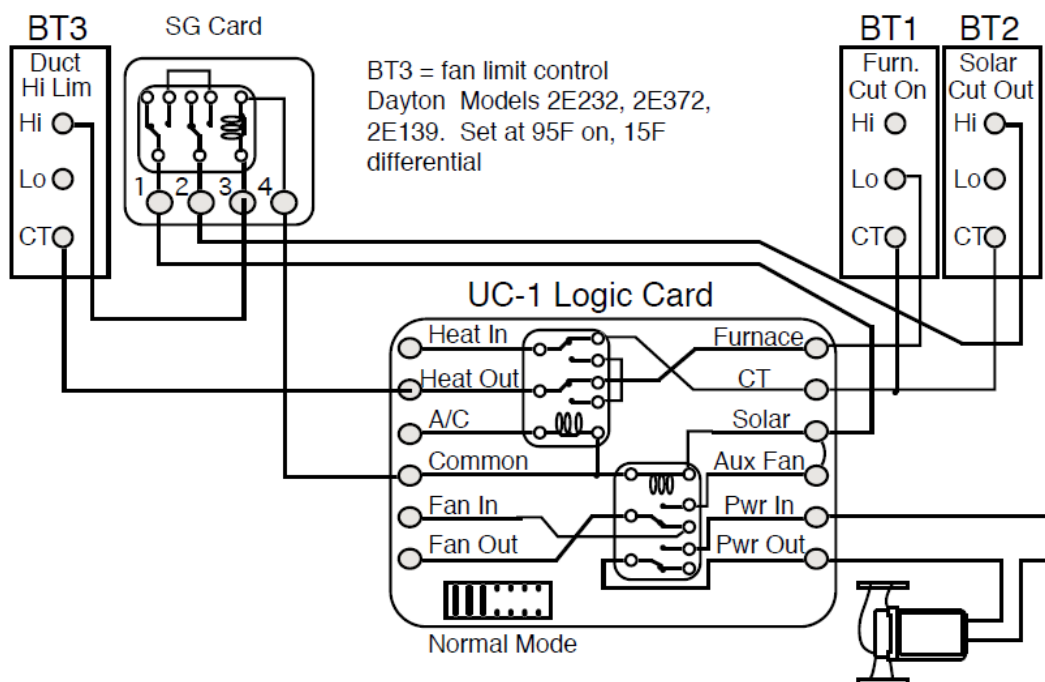 BT3
SG Card
BT1
BT2
Duct
Hi Lim
Hi
Lo
CT
1
2
3
4
BT3 = fan limit control
Dayton Models 2E232, 2E372,
2E139. Set at 95F on, 15F
differential
Furn.
Cut On
Hi
Lo
CT
Solar
Cut Out
Hi
Lo
CT
UC-1 Logic Card
Heat In
Furnace
Heat Out
CT
A/C
Solar
Common
Aux Fan
Fan In
Pwr In
Fan Out
Pwr Out
Normal Mode